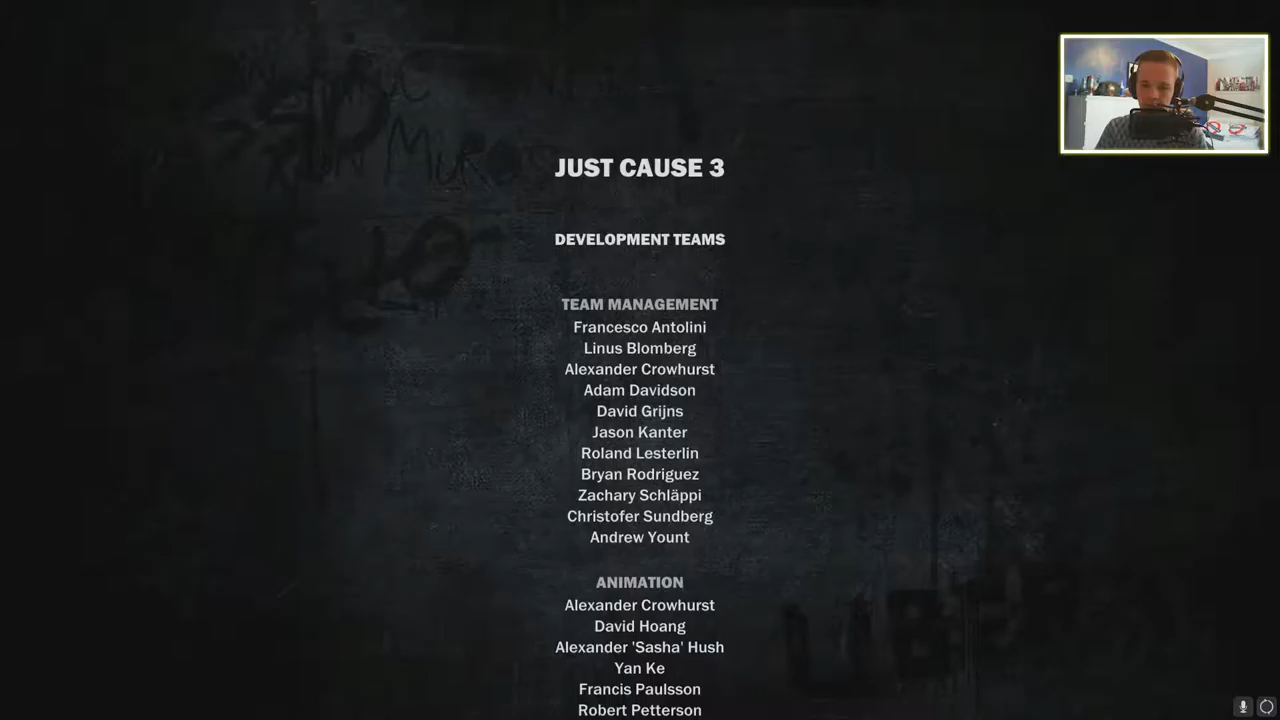 JUST CAUSE 3
DEVELOPMENT TEAMS
TEAM MANAGEMENT
Francesco Antolini
Linus Blomberg
Alexander Crowhurst
Adam Davidson
David Grijns
Jason Kanter
Roland Lesterlin
Bryan Rodriguez
Zachary Schläppi
Christofer Sundberg
Andrew Yount
ANIMATION
Alexander Crowhurst
David Hoang
Alexander 'Sasha' Hush
Yan Ke
Francis Paulsson
Robert Petterson